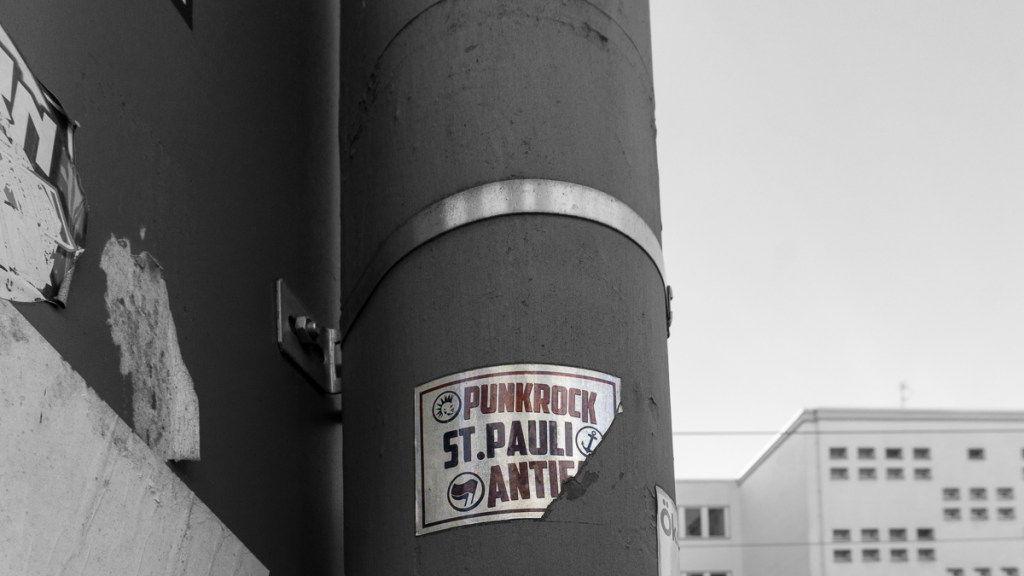 PUNKROCK
ST.PAULI
ANTIF